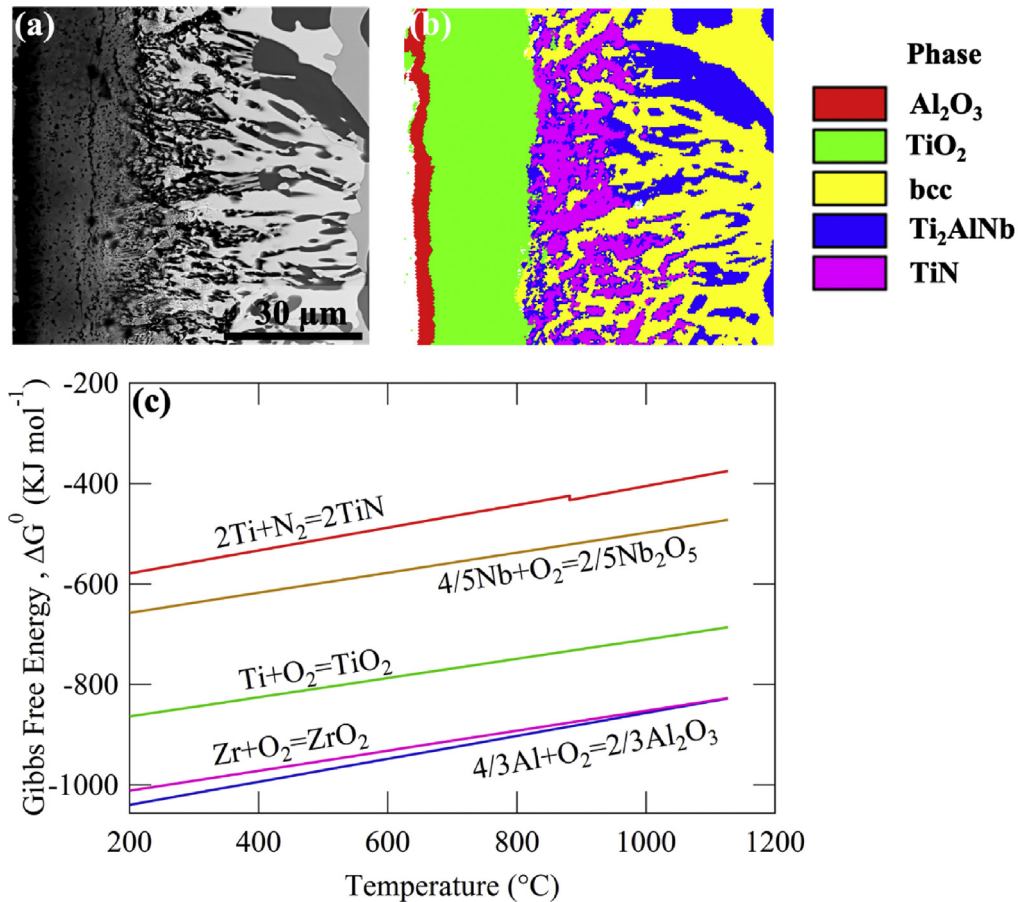 (a)
30 μm
(b)
Phase
Al₂O₃
TiO₂
bcc
Ti₂AlNb
TiN
(c)
Gibbs Free Energy , ΔG⁰ (KJ mol⁻¹)
-200
-400
-600
-800
-1000
2Ti+N₂=2TiN
4/5Nb+O₂=2/5Nb₂O₅
Ti+O₂=TiO₂
Zr+O₂=ZrO₂
4/3Al+O₂=2/3Al₂O₃
200 400 600 800 1000 1200
Temperature (°C)